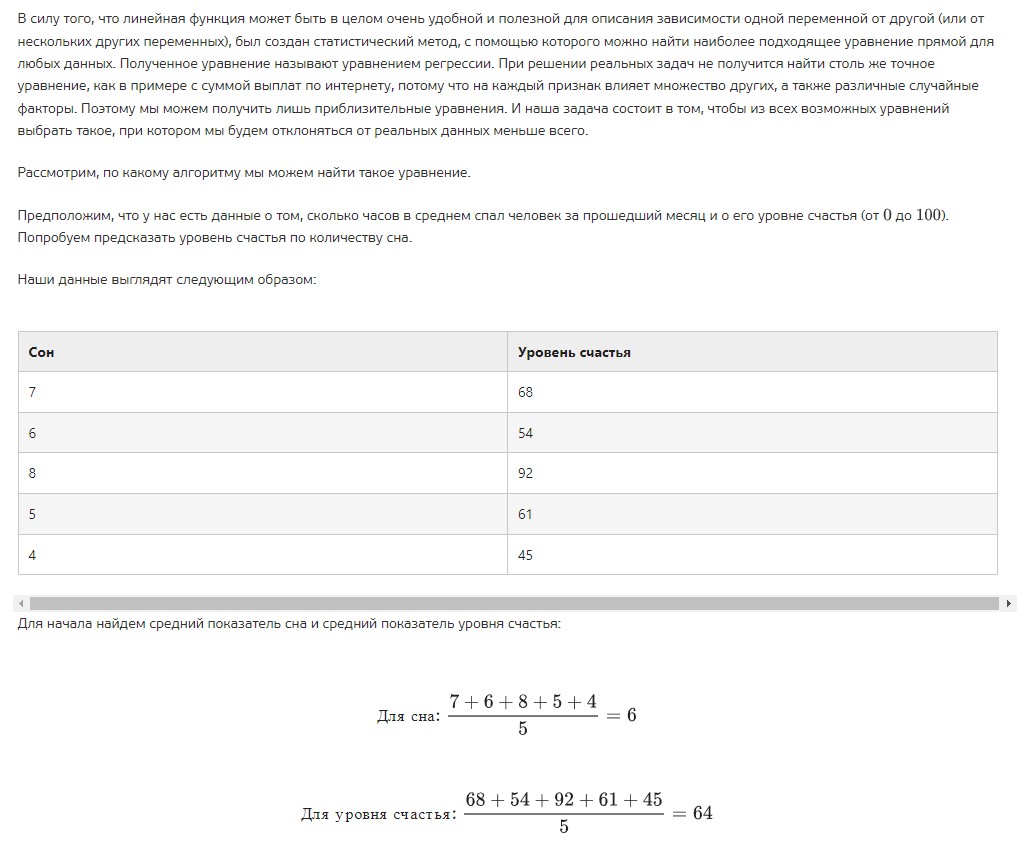 В силу того, что линейная функция может быть в целом очень удобной и полезной для описания зависимости одной переменной от другой (или от
нескольких других переменных), был создан статистический метод, с помощью которого можно найти наиболее подходящее уравнение прямой для
любых данных. Полученное уравнение называют уравнением регрессии. При решении реальных задач не получится найти столь же точное
уравнение, как в примере с суммой выплат по интернету, потому что на каждый признак влияет множество других, а также различные случайные
факторы. Поэтому мы можем получить лишь приблизительные уравнения. И наша задача состоит в том, чтобы из всех возможных уравнений
выбрать такое, при котором мы будем отклоняться от реальных данных меньше всего.
Рассмотрим, по какому алгоритму мы можем найти такое уравнение.
Предположим, что у нас есть данные о том, сколько часов в среднем спал человек за прошедший месяц и о его уровне счастья (от 0 до 100).
Попробуем предсказать уровень счастья по количеству сна.
Наши данные выглядят следующим образом:
Сон Уровень счастья
7 68
6 54
8 92
5 61
4 45
Для начала найдем средний показатель сна и средний показатель уровня счастья:
7 + 6 + 8 + 5 + 4
Для сна: = 6
5
68 + 54 + 92 + 61 + 45
Для уровня счастья: = 64
5